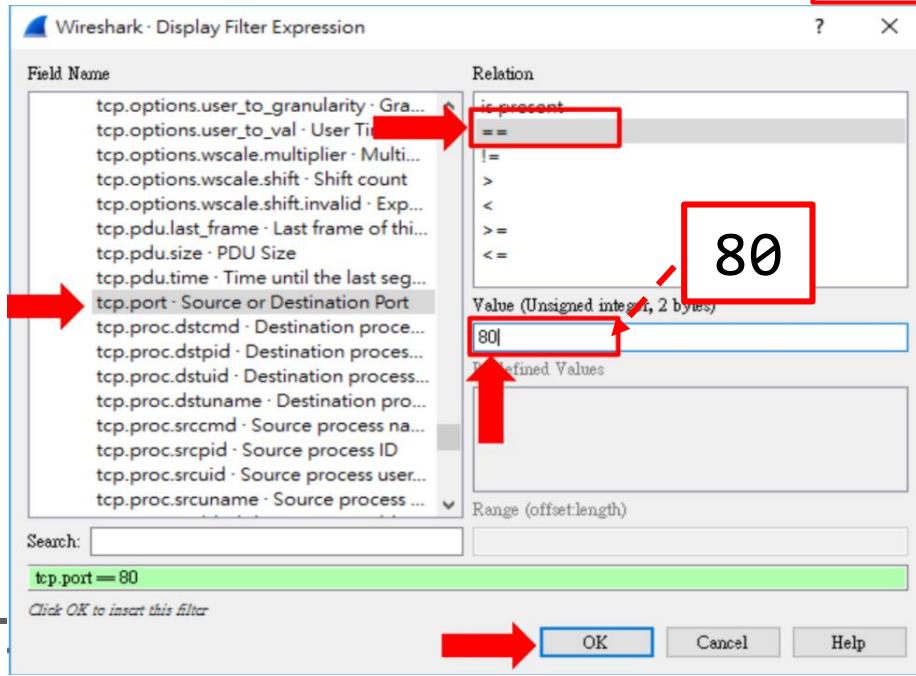 Wireshark · Display Filter Expression
? ×
Field Name
tcp.options.user_to_granularity · Gra...
tcp.options.user_to_val · User Ti
tcp.options.wscale.multiplier · Multi...
tcp.options.wscale.shift · Shift count
tcp.options.wscale.shift.invalid · Exp...
tcp.pdu.last_frame · Last frame of thi...
tcp.pdu.size · PDU Size
tcp.pdu.time · Time until the last seg...
tcp.port · Source or Destination Port
tcp.proc.dstcmd · Destination proce...
tcp.proc.dstpid · Destination proces...
tcp.proc.dstuid · Destination process...
tcp.proc.dstuname · Destination pro...
tcp.proc.srccmd · Source process na...
tcp.proc.srcpid · Source process ID
tcp.proc.srcuid · Source process user...
tcp.proc.srcuname · Source process ...
Search:
Relation
is present
==
!=
>
<
>=
<=
80
Value (Unsigned integer, 2 bytes)
80
Values
Range (offset:length)
tcp.port == 80
Click OK to insert this filter
OK Cancel Help